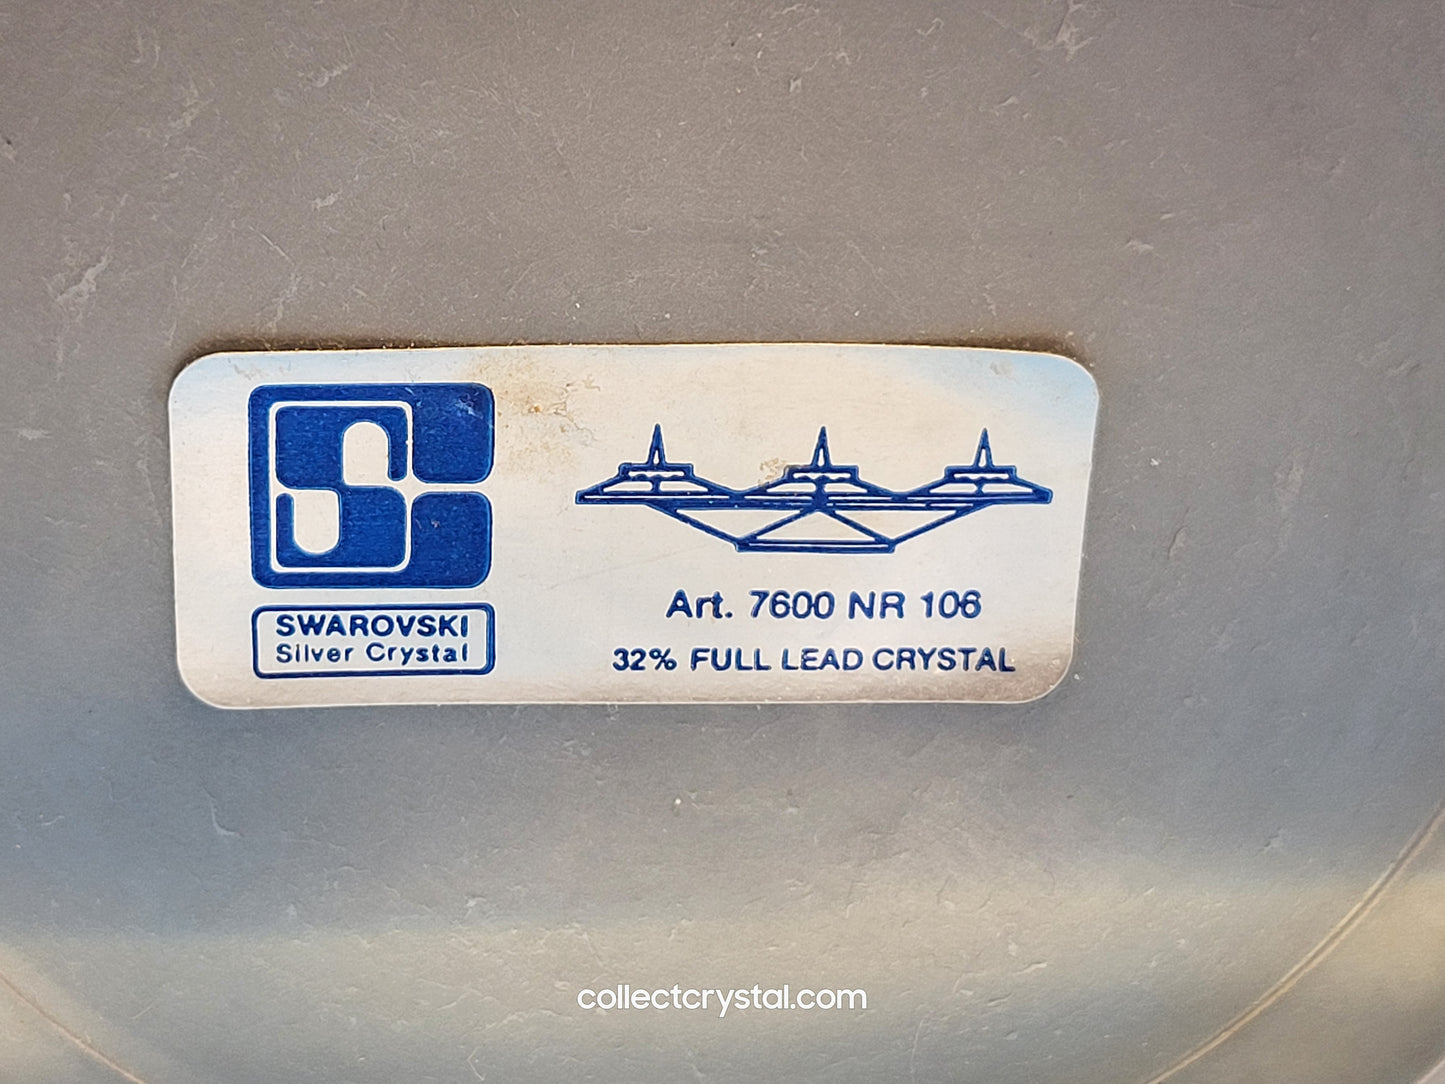 SWAROVSKI
Silver Crystal
Art. 7600 NR 106
32% FULL LEAD CRYSTAL
collectcrystal.com